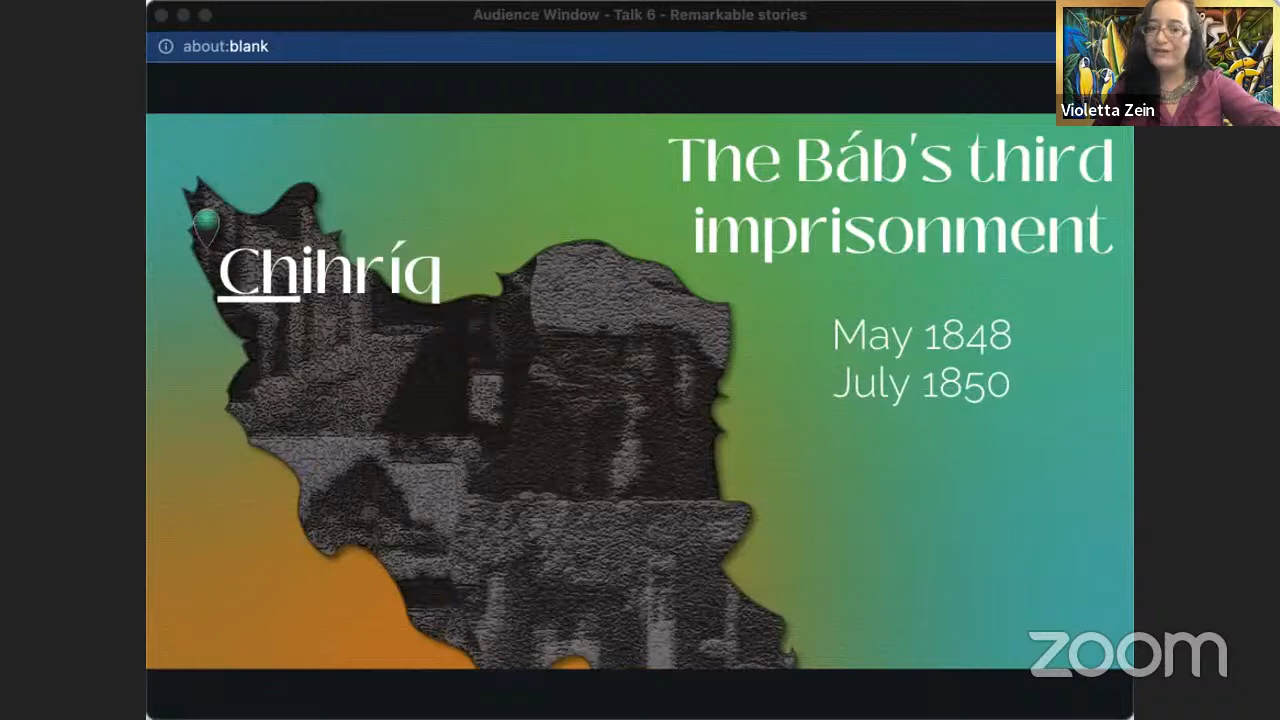 Audience Window - Talk 6 - Remarkable stories
about:blank
Violetta Zein
The Báb's third
imprisonment
Chihríq
May 1848
July 1850
zoom